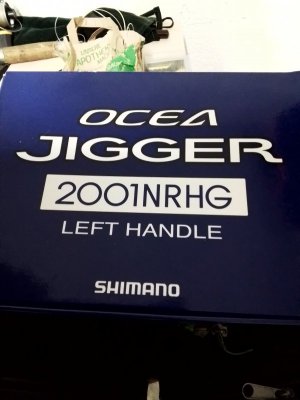 OCEA
JIGGER
2001NRHG
LEFT HANDLE
SHIMANO